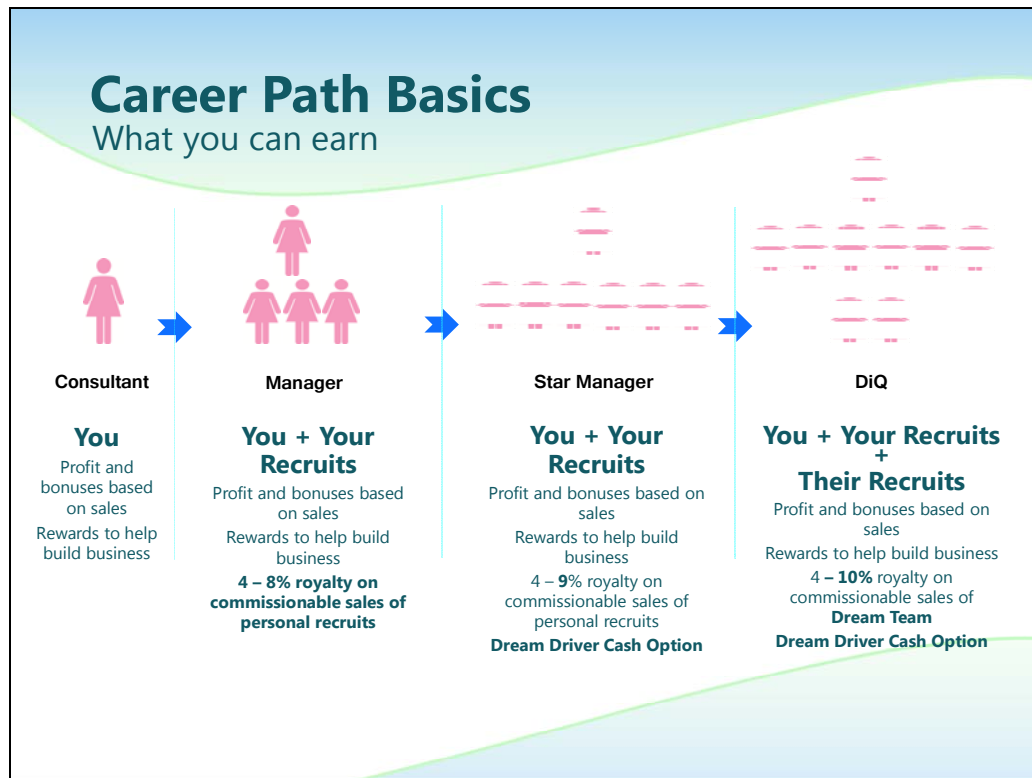 Career Path Basics
What you can earn
Consultant
You
Profit and
bonuses based
on sales
Rewards to help
build business
Manager
You + Your
Recruits
Profit and bonuses based
on sales
Rewards to help build
business
4 – 8% royalty on
commissionable sales of
personal recruits
Star Manager
You + Your
Recruits
Profit and bonuses based on
sales
Rewards to help build
business
4 – 9% royalty on
commissionable sales of
personal recruits
Dream Driver Cash Option
DiQ
You + Your Recruits
+
Their Recruits
Profit and bonuses based on
sales
Rewards to help build business
4 – 10% royalty on
commissionable sales of
Dream Team
Dream Driver Cash Option